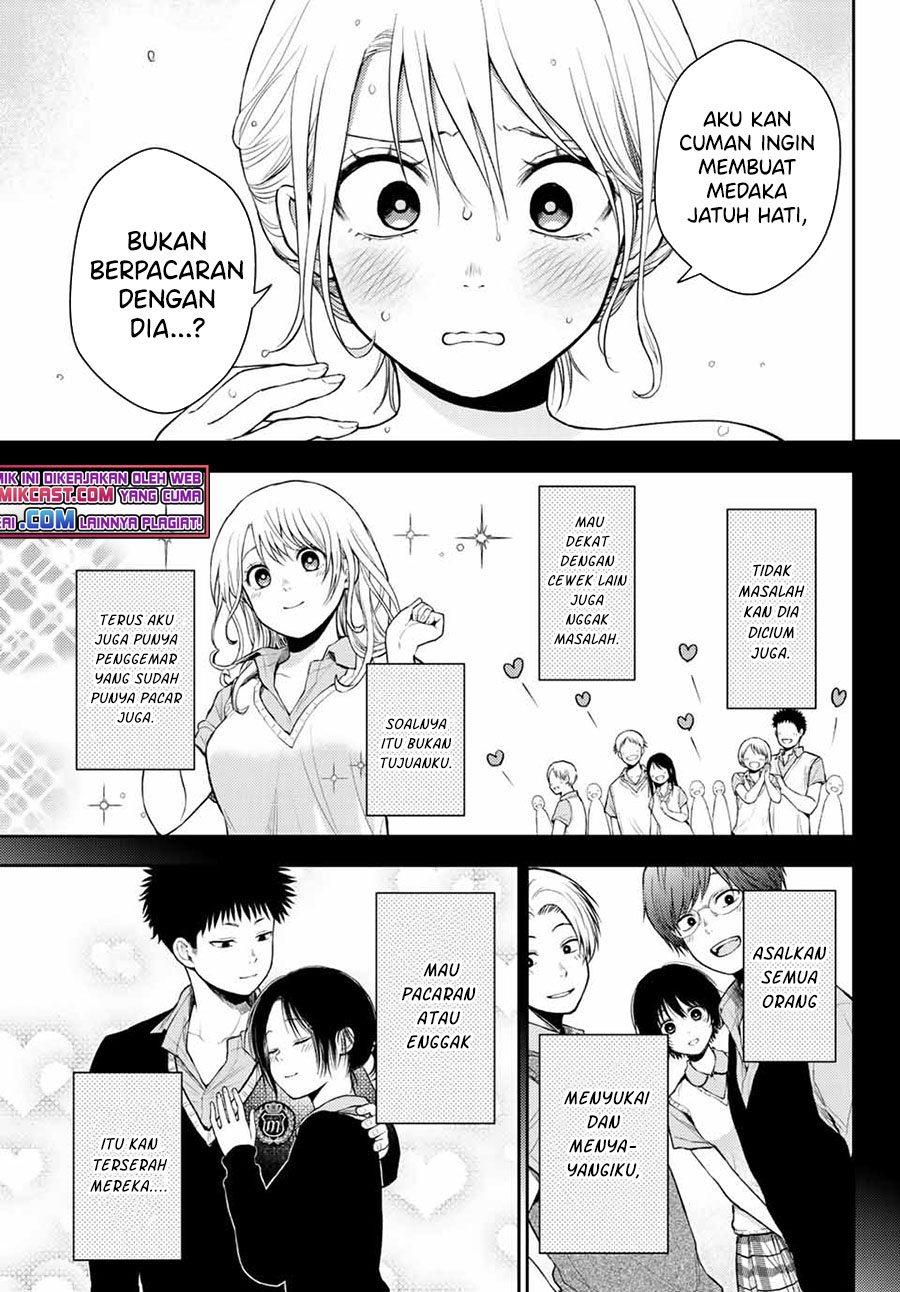 AKU KAN
CUMAN INGIN
MEMBUAT
MEDAKA
JATUH HATI,
BUKAN
BERPACARAN
DENGAN
DIA...?
MIK INI DIKERJAKAN OLEH WEB
MIKCAST.COM YANG CUMA
.COM LAINNYA PLAGIAT!
TIDAK
MASALAH
KAN DIA
DICIUM
JUGA.
MAU
DEKAT
DENGAN
CEWEK LAIN
JUGA
NGGAK
MASALAH.
SOALNYA
ITU BUKAN
TUJUANKU.
TERUS AKU
JUGA PUNYA
PENGGEMAR
YANG SUDAH
PUNYA PACAR
JUGA.
ASALKAN
SEMUA
ORANG
MENYUKAI
DAN
MENYA-
YANGIKU,
MAU
PACARAN
ATAU
ENGGAK
ITU KAN
TERSERAH
MEREKA....